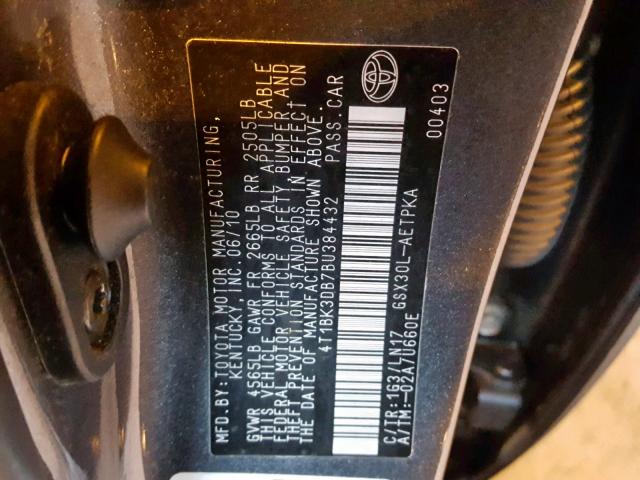 MFD.BY:TOYOTA MOTOR MANUFACTURING,
KENTUCKY, INC. 06/10
GVWR 4565LB GAWR FR 2665LB RR 2505LB
THIS VEHICLE CONFORMS TO ALL APPLICABLE
FEDERAL MOTOR VEHICLE SAFETY, BUMPER AND
THEFT PREVENTION STANDARDS IN EFFECT ON
THE DATE OF MANUFACTURE SHOWN ABOVE.
4T1BK3DB7BU384432 PASS.CAR
C/TR:1G3/LN17 GSX30L-AETPKA
A/TM:-02A/U660E
00403